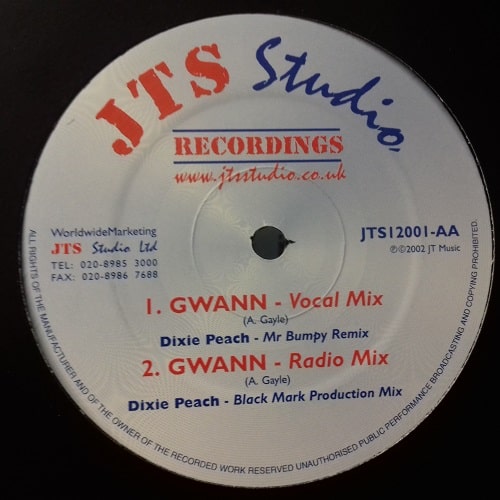 JTS Studio.
RECORDINGS
www.jtsstudio.co.uk
WorldwideMarketing
JTS Studio Ltd
TEL: 020-8985 3000
FAX: 020-8986 7688
JTS12001-AA
℗©2002 JT Music
1. GWANN - Vocal Mix
(A. Gayle)
Dixie Peach - Mr Bumpy Remix
2. GWANN - Radio Mix
(A. Gayle)
Dixie Peach - Black Mark Production Mix
ALL RIGHTS OF THE MANUFACTURER AND OF THE OWNER OF THE RECORDED WORK RESERVED UNAUTHORISED PUBLIC PERFORMANCE BROADCASTING AND COPYING PROHIBITED.